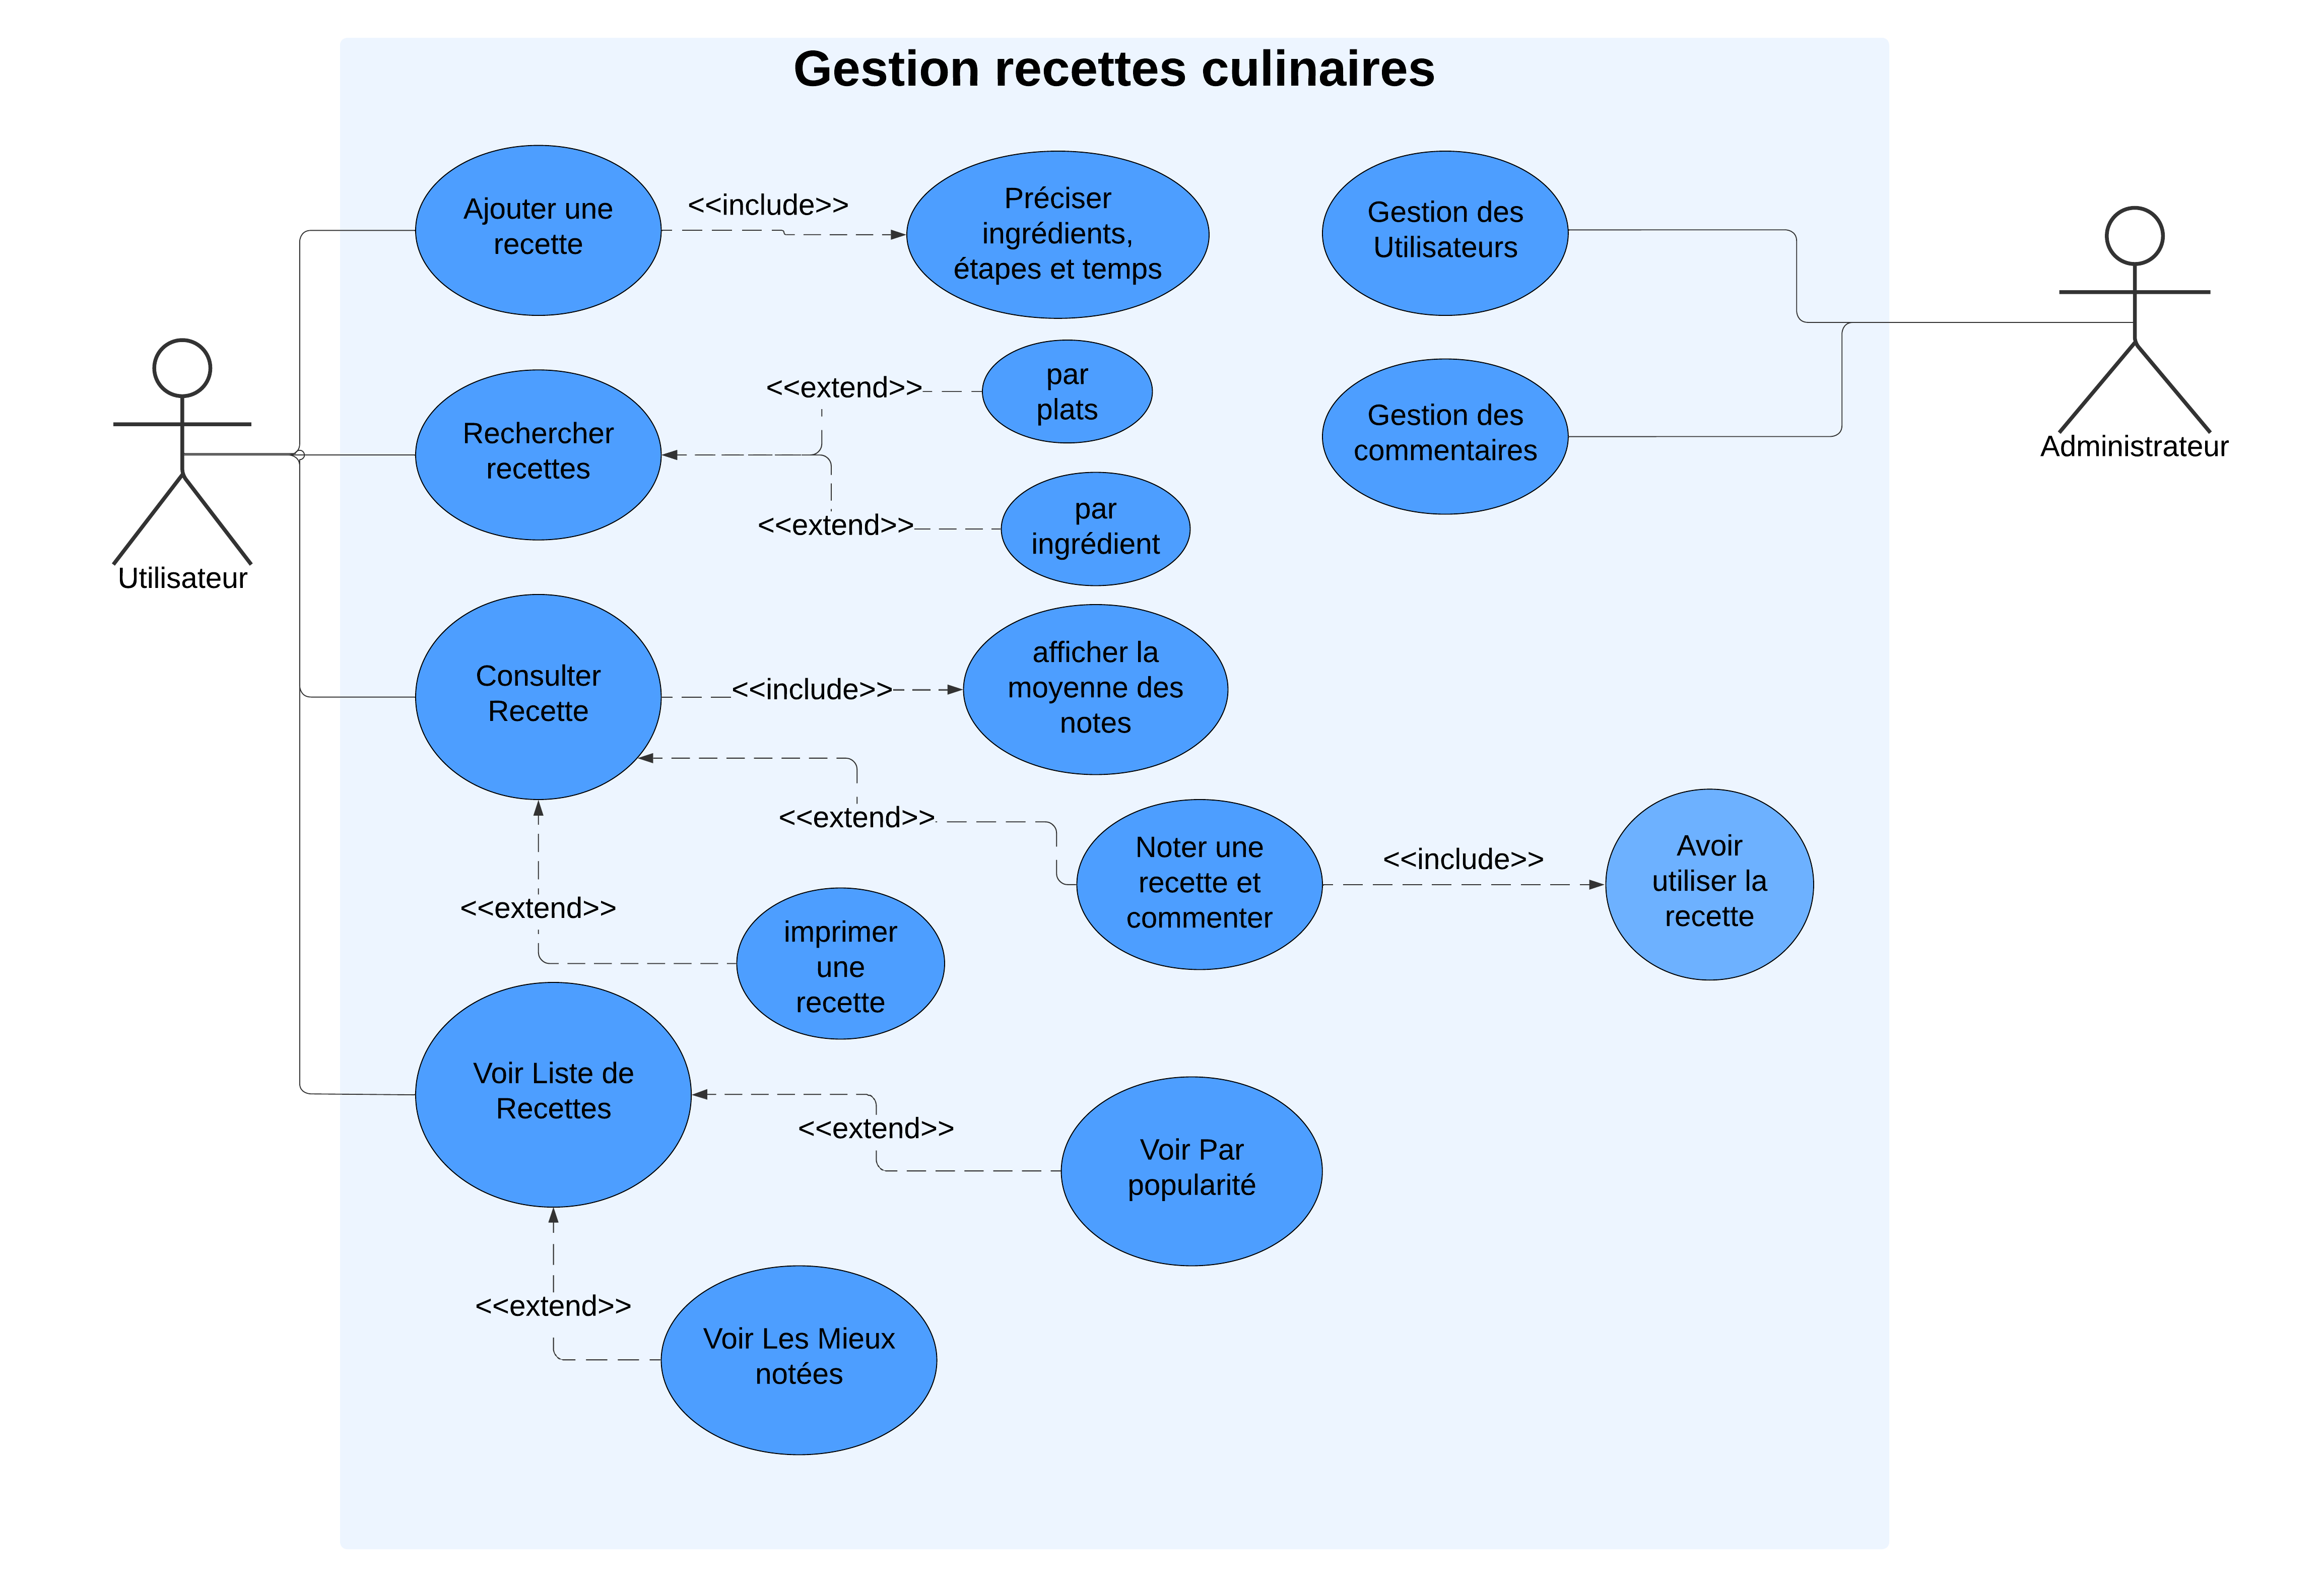 Gestion recettes culinaires
Ajouter une
recette
<<include>>
Préciser
ingrédients,
étapes et temps
Gestion des
Utilisateurs
Rechercher
recettes
<<extend>>
par
plats
<<extend>>
par
ingrédient
Gestion des
commentaires
Administrateur
Utilisateur
Consulter
Recette
<<include>>
afficher la
moyenne des
notes
<<extend>>
Noter une
recette et
commenter
<<include>>
Avoir
utiliser la
recette
<<extend>>
imprimer
une
recette
Voir Liste de
Recettes
<<extend>>
Voir Par
popularité
<<extend>>
Voir Les Mieux
notées